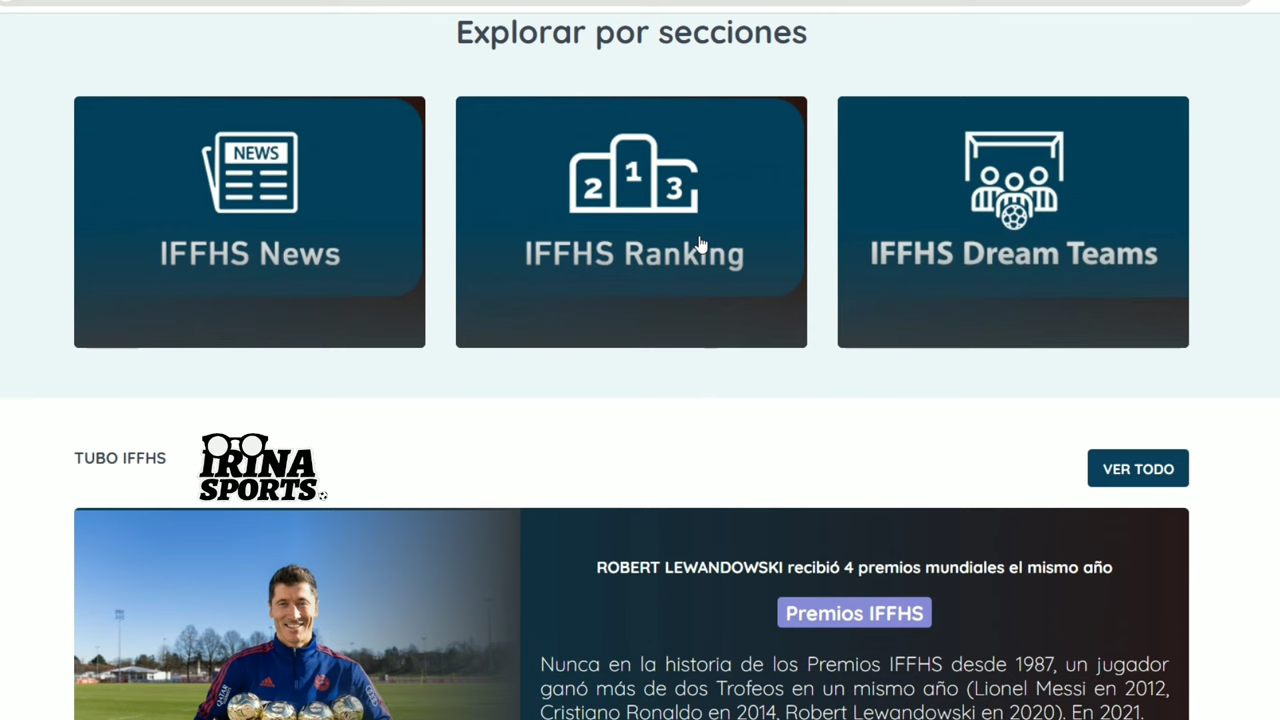 Explorar por secciones
NEWS
IFFHS News
2 1 3
IFFHS Ranking
IFFHS Dream Teams
TUBO IFFHS
IRINA
SPORTS
VER TODO
ROBERT LEWANDOWSKI recibió 4 premios mundiales el mismo año
Premios IFFHS
Nunca en la historia de los Premios IFFHS desde 1987, un jugador
ganó más de dos Trofeos en un mismo año (Lionel Messi en 2012,
Cristiano Ronaldo en 2014, Robert Lewandowski en 2020). En 2021,
QATAR